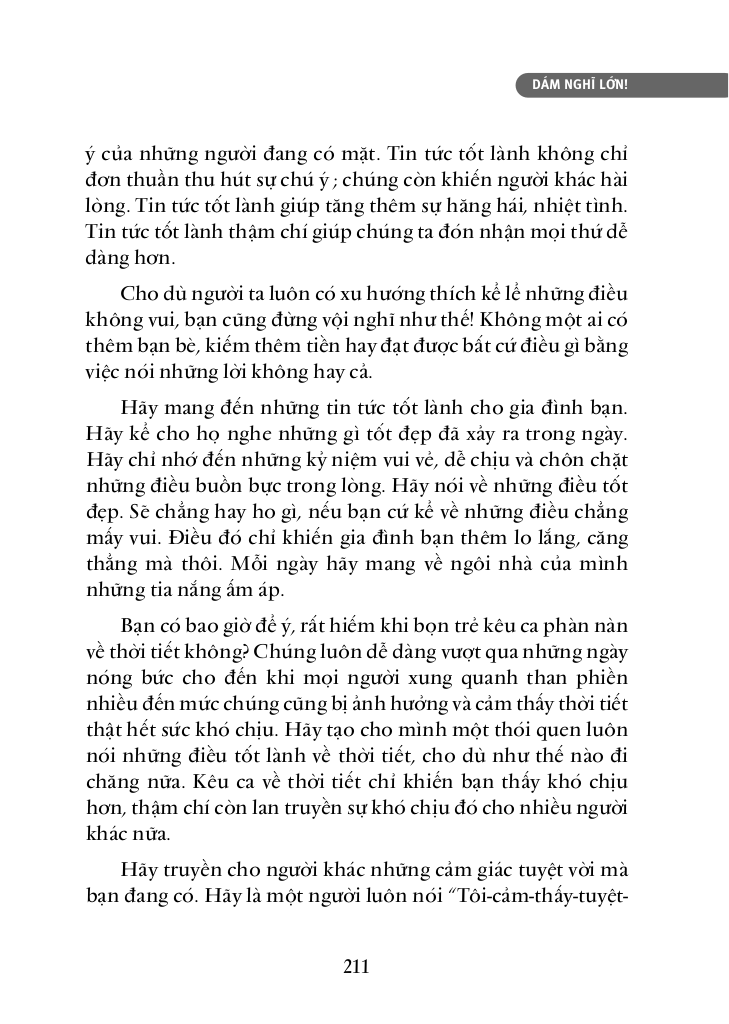 DÁM NGHĨ LỚN!
ý của những người đang có mặt. Tin tức tốt lành không chỉ
đơn thuần thu hút sự chú ý ; chúng còn khiến người khác hài
lòng. Tin tức tốt lành giúp tăng thêm sự hăng hái, nhiệt tình.
Tin tức tốt lành thậm chí giúp chúng ta đón nhận mọi thứ dễ
dàng hơn.
Cho dù người ta luôn có xu hướng thích kể lể những điều
không vui, bạn cũng đừng vội nghĩ như thế! Không một ai có
thêm bạn bè, kiếm thêm tiền hay đạt được bất cứ điều gì bằng
việc nói những lời không hay cả.
Hãy mang đến những tin tức tốt lành cho gia đình bạn.
Hãy kể cho họ nghe những gì tốt đẹp đã xảy ra trong ngày.
Hãy chỉ nhớ đến những kỷ niệm vui vẻ, dễ chịu và chôn chặt
những điều buồn bực trong lòng. Hãy nói về những điều tốt
đẹp. Sẽ chẳng hay ho gì, nếu bạn cứ kể về những điều chẳng
mấy vui. Điều đó chỉ khiến gia đình bạn thêm lo lắng, căng
thẳng mà thôi. Mỗi ngày hãy mang về ngôi nhà của mình
những tia nắng ấm áp.
Bạn có bao giờ để ý, rất hiếm khi bọn trẻ kêu ca phàn nàn
về thời tiết không? Chúng luôn dễ dàng vượt qua những ngày
nóng bức cho đến khi mọi người xung quanh than phiền
nhiều đến mức chúng cũng bị ảnh hưởng và cảm thấy thời tiết
thật hết sức khó chịu. Hãy tạo cho mình một thói quen luôn
nói những điều tốt lành về thời tiết, cho dù như thế nào đi
chăng nữa. Kêu ca về thời tiết chỉ khiến bạn thấy khó chịu
hơn, thậm chí còn lan truyền sự khó chịu đó cho nhiều người
khác nữa.
Hãy truyền cho người khác những cảm giác tuyệt vời mà
bạn đang có. Hãy là một người luôn nói “Tôi-cảm-thấy-tuyệt-
211